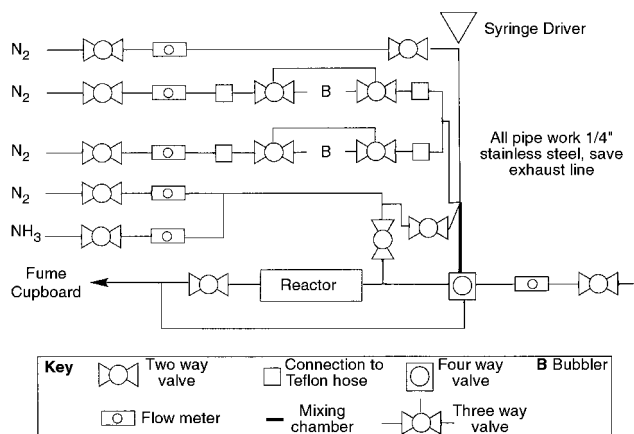 Syringe Driver
N2
N2
B
All pipe work 1/4"
stainless steel, save
exhaust line
N2
B
N2
NH3
Fume
Cupboard
Reactor
Key
Two way
valve
Connection to
Teflon hose
Four way
valve
B Bubbler
Flow meter
Mixing
chamber
Three way
valve